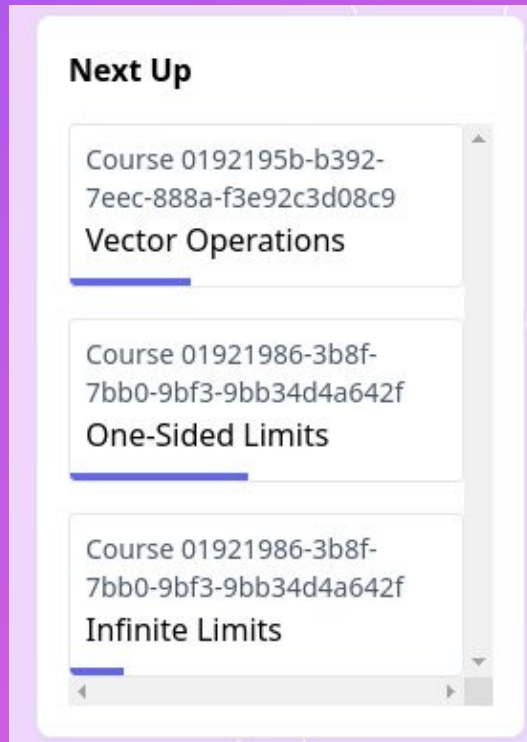 Next Up
Course 0192195b-b392-
7eec-888a-f3e92c3d08c9
Vector Operations
Course 01921986-3b8f-
7bb0-9bf3-9bb34d4a642f
One-Sided Limits
Course 01921986-3b8f-
7bb0-9bf3-9bb34d4a642f
Infinite Limits